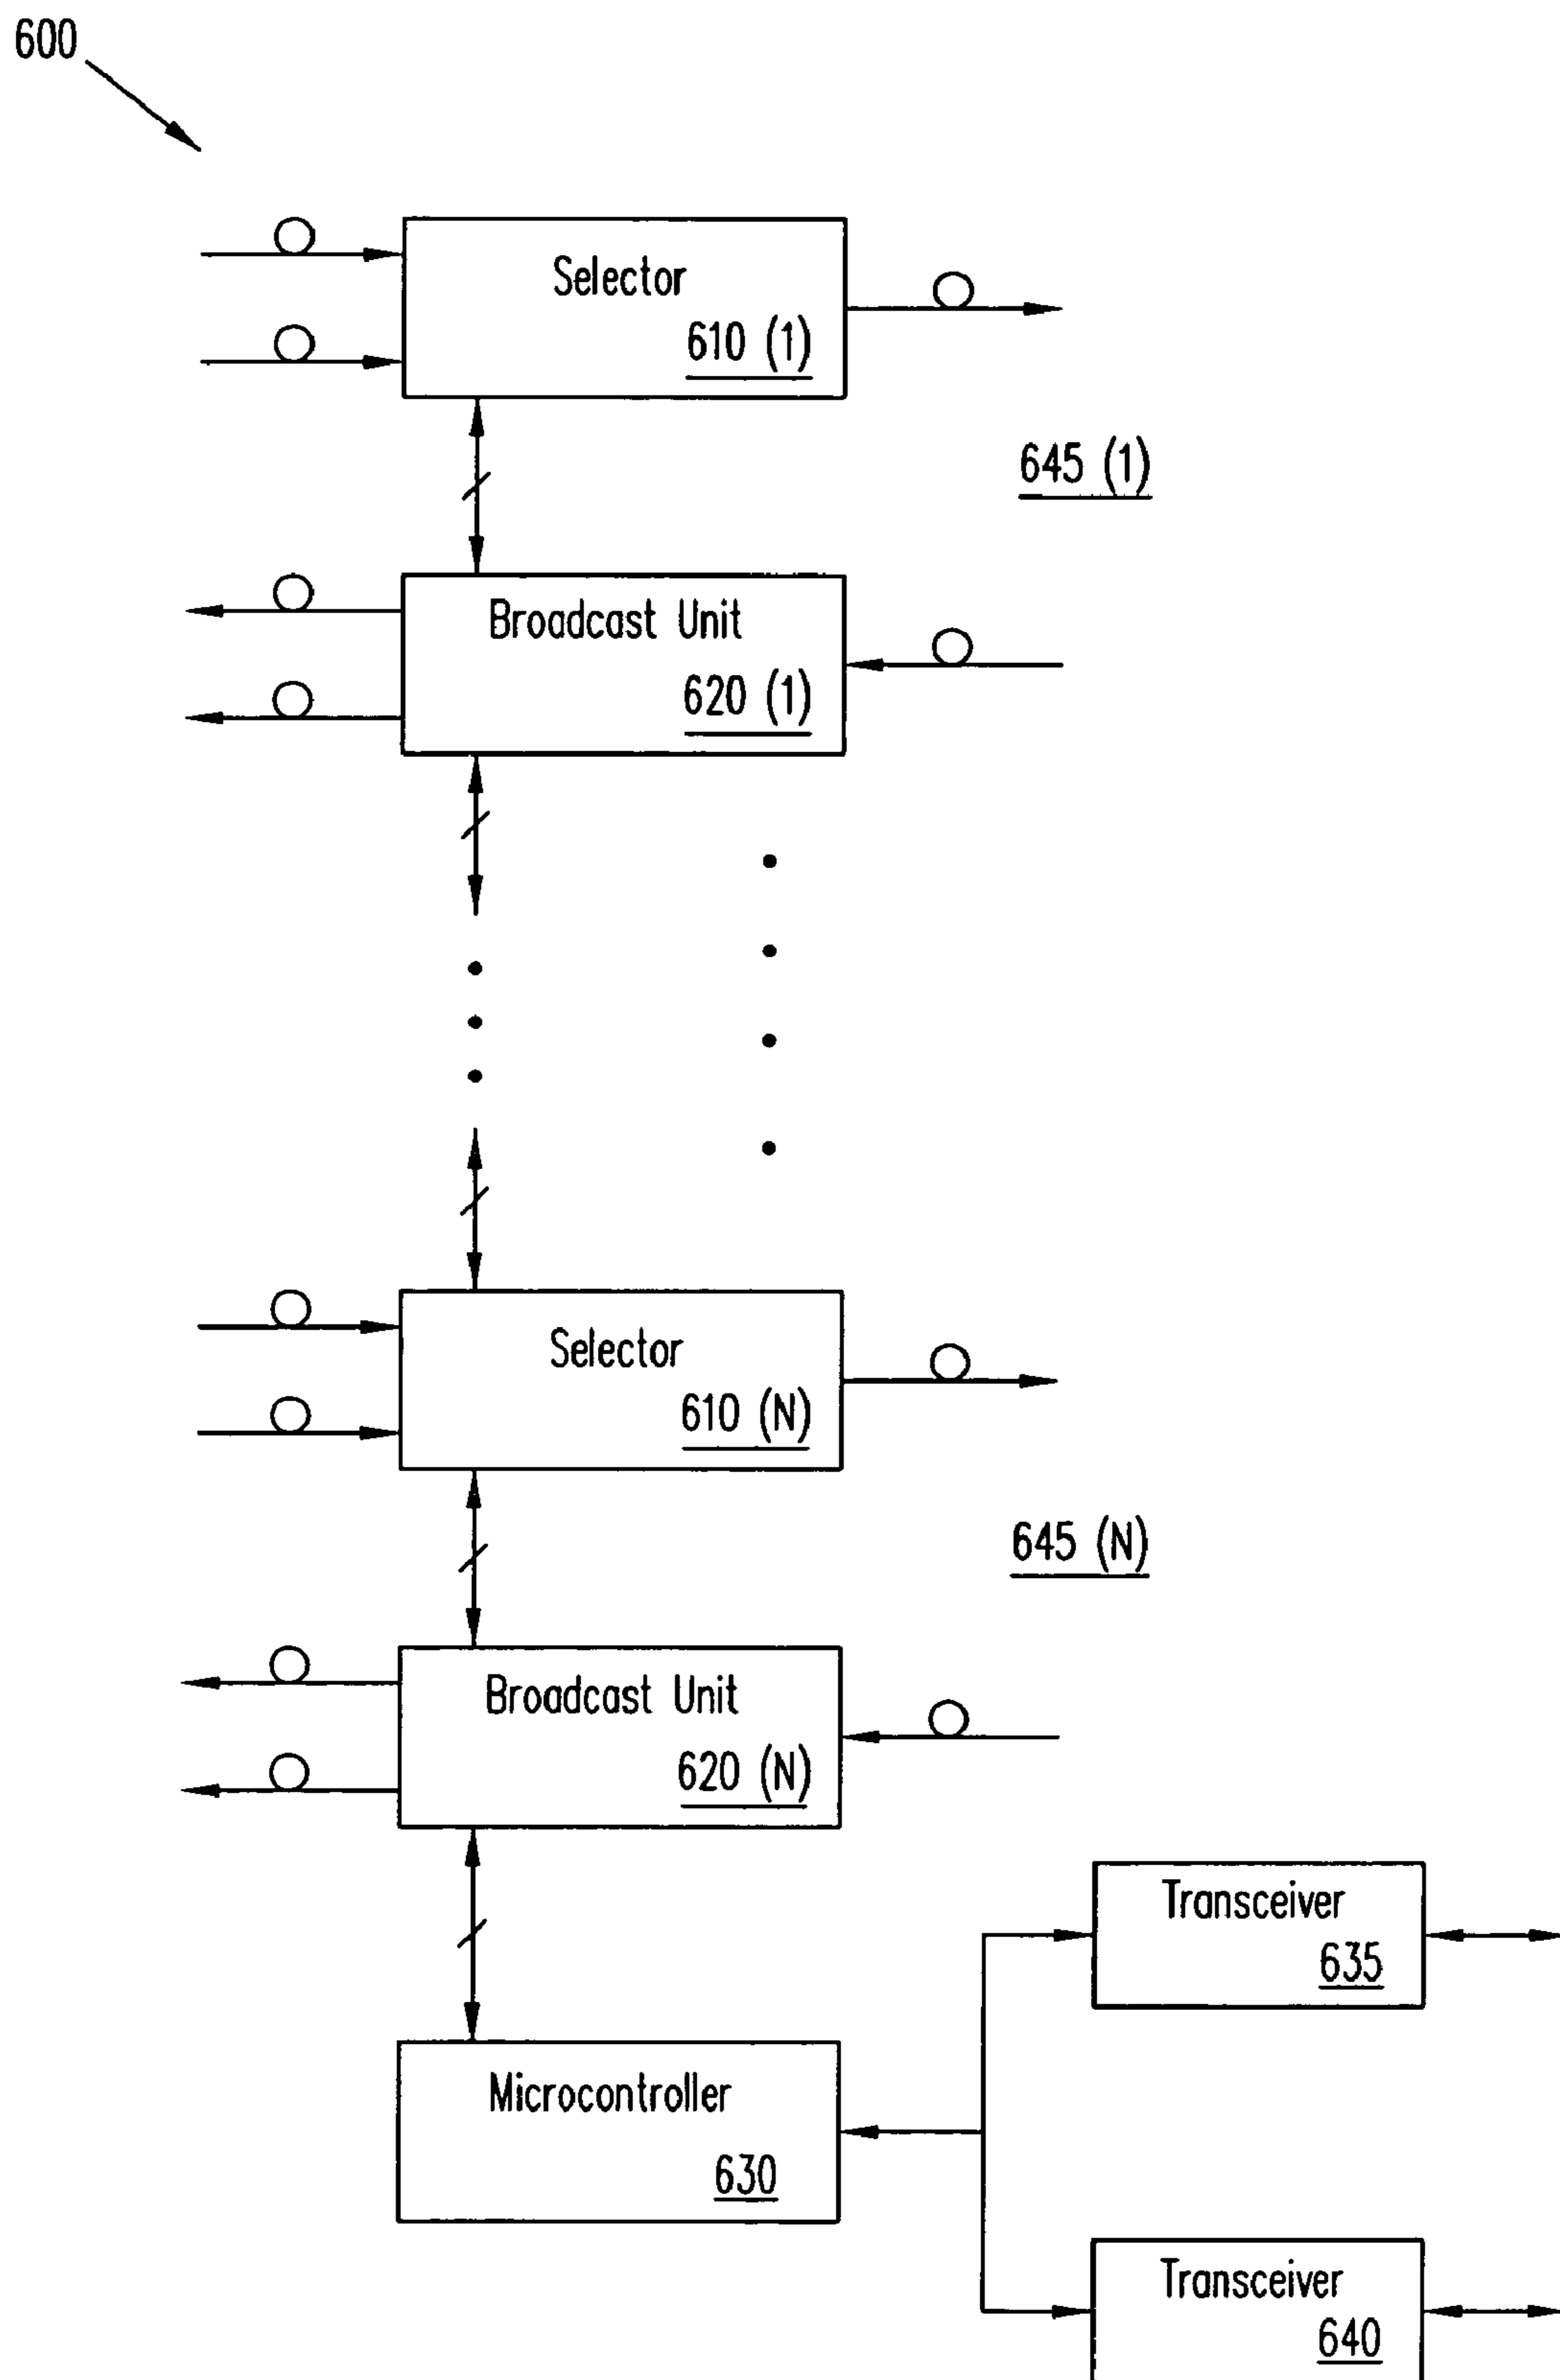 600
Selector
610 (1)
645 (1)
Broadcast Unit
620 (1)
Selector
610 (N)
645 (N)
Broadcast Unit
620 (N)
Transceiver
635
Microcontroller
630
Transceiver
640